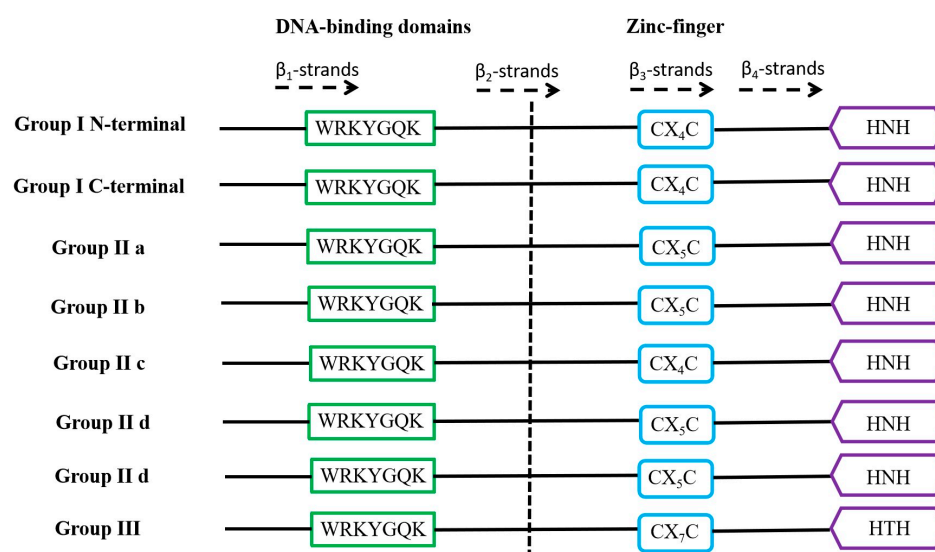 DNA-binding domains Zinc-finger
β₁-strands β₂-strands β₃-strands β₄-strands
Group I N-terminal WRKYGQK CX₄C HNH
Group I C-terminal WRKYGQK CX₄C HNH
Group II a WRKYGQK CX₅C HNH
Group II b WRKYGQK CX₅C HNH
Group II c WRKYGQK CX₄C HNH
Group II d WRKYGQK CX₅C HNH
Group II d WRKYGQK CX₅C HNH
Group III WRKYGQK CX₇C HTH